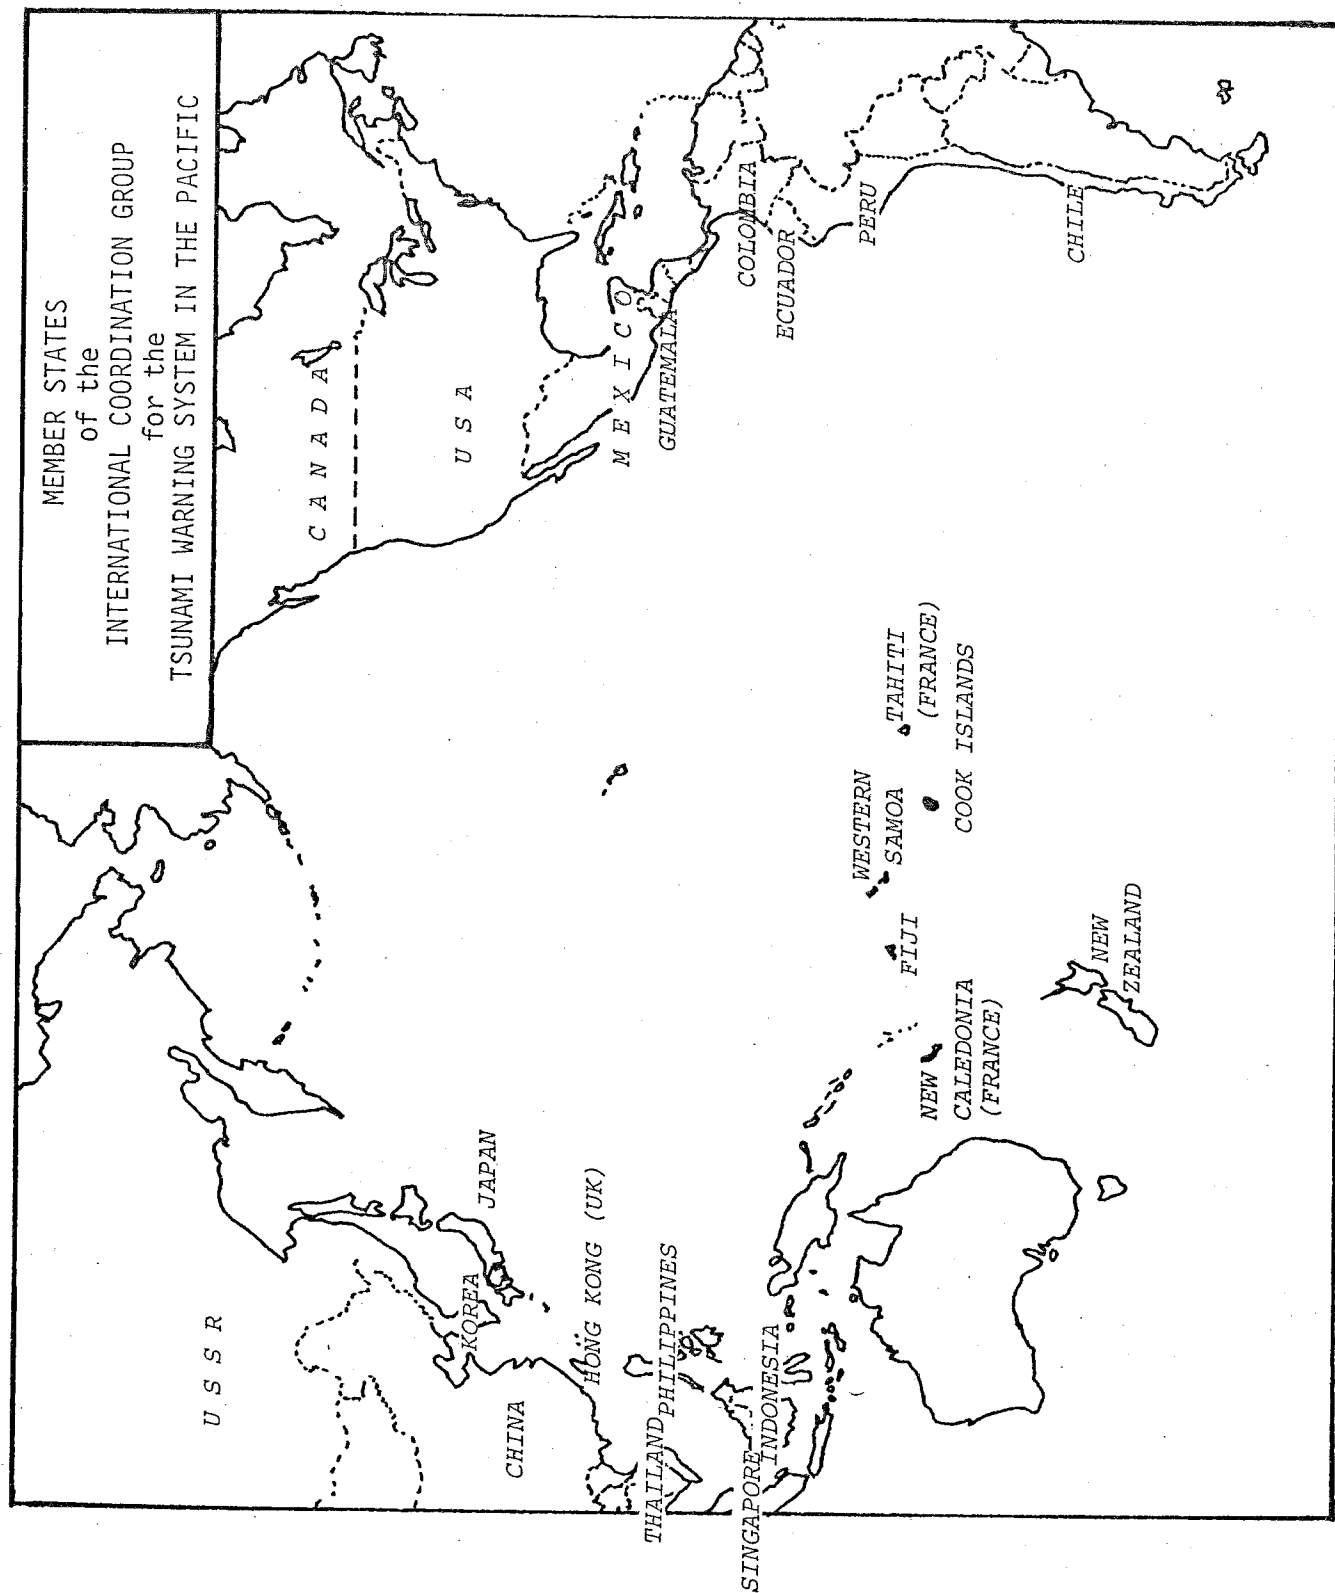 MEMBER STATES
of the
INTERNATIONAL COORDINATION GROUP
for the
TSUNAMI WARNING SYSTEM IN THE PACIFIC
USSR
CANADA
USA
CHINA
KOREA
JAPAN
HONG KONG (UK)
MEXICO
GUATEMALA
THAILAND
PHILIPPINES
SINGAPORE
INDONESIA
COLOMBIA
ECUADOR
PERU
WESTERN
SAMOA
FIJI
TAHITI
(FRANCE)
COOK ISLANDS
NEW
CALEDONIA
(FRANCE)
NEW
ZEALAND
CHILE